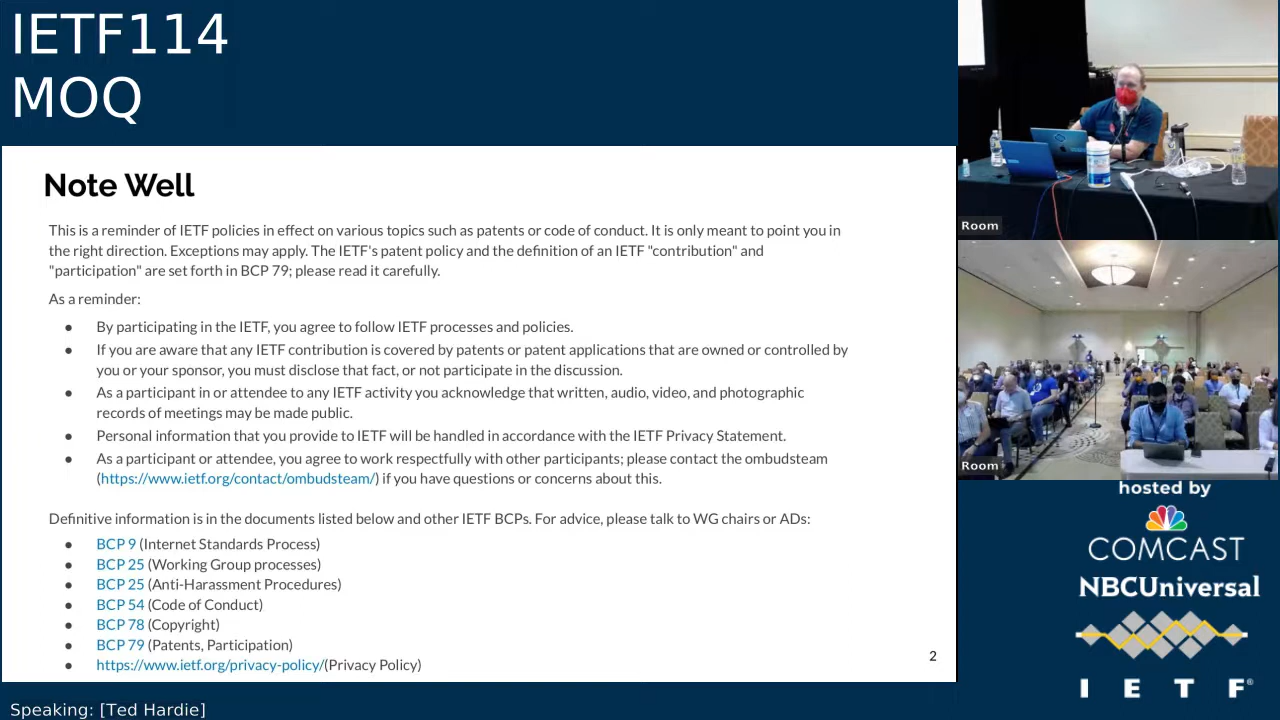 IETF114
MOQ
Note Well
This is a reminder of IETF policies in effect on various topics such as patents or code of conduct. It is only meant to point you in
the right direction. Exceptions may apply. The IETF's patent policy and the definition of an IETF "contribution" and
"participation" are set forth in BCP 79; please read it carefully.
As a reminder:
● By participating in the IETF, you agree to follow IETF processes and policies.
● If you are aware that any IETF contribution is covered by patents or patent applications that are owned or controlled by
you or your sponsor, you must disclose that fact, or not participate in the discussion.
● As a participant in or attendee to any IETF activity you acknowledge that written, audio, video, and photographic
records of meetings may be made public.
● Personal information that you provide to IETF will be handled in accordance with the IETF Privacy Statement.
● As a participant or attendee, you agree to work respectfully with other participants; please contact the ombudsteam
(https://www.ietf.org/contact/ombudsteam/) if you have questions or concerns about this.
Definitive information is in the documents listed below and other IETF BCPs. For advice, please talk to WG chairs or ADs:
● BCP 9 (Internet Standards Process)
● BCP 25 (Working Group processes)
● BCP 25 (Anti-Harassment Procedures)
● BCP 54 (Code of Conduct)
● BCP 78 (Copyright)
● BCP 79 (Patents, Participation)
● https://www.ietf.org/privacy-policy/(Privacy Policy)
2
Speaking: [Ted Hardie]
Room
Room
hosted by
COMCAST
NBCUniversal
I E T F®